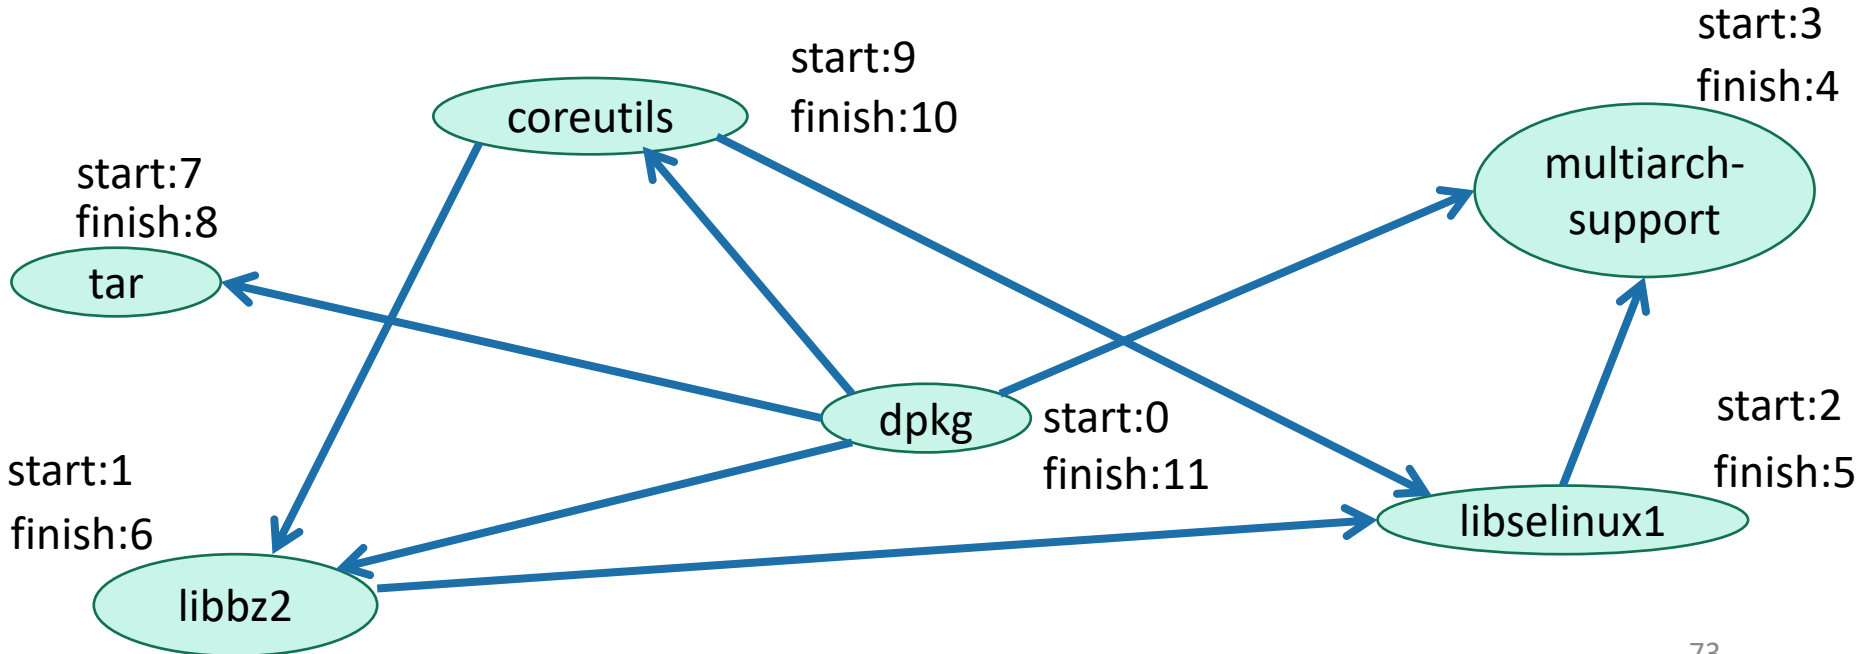 start:3
finish:4
start:9
finish:10
coreutils
multiarch-
support
start:7
finish:8
tar
dpkg
start:0
finish:11
start:2
finish:5
libselinux1
start:1
finish:6
libbz2
73